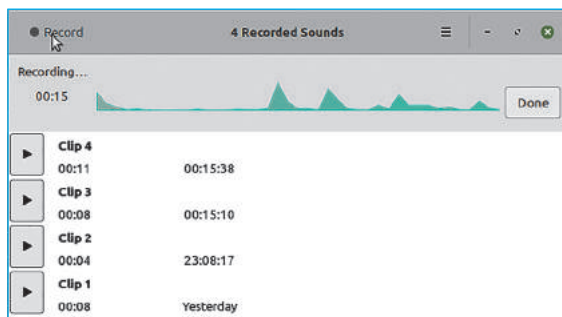 Record 4 Recorded Sounds
Recording...
00:15 Done
Clip 4
00:11 00:15:38
Clip 3
00:08 00:15:10
Clip 2
00:04 23:08:17
Clip 1
00:08 Yesterday